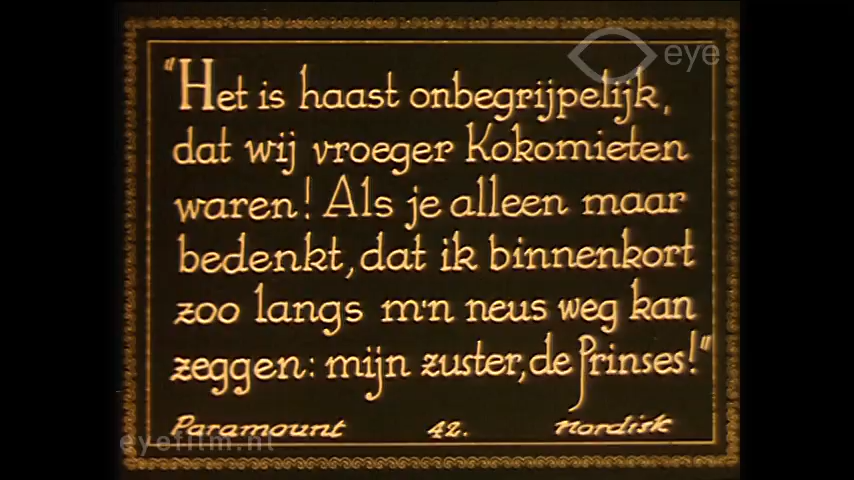 eye
"Het is haast onbegrijpelijk,
dat wij vroeger Kokomieten
waren! Als je alleen maar
bedenkt, dat ik binnenkort
zoo langs m'n neus weg kan
zeggen: mijn zuster, de Prinses!"
Paramount 42. Nordisk
eyefilm.nl